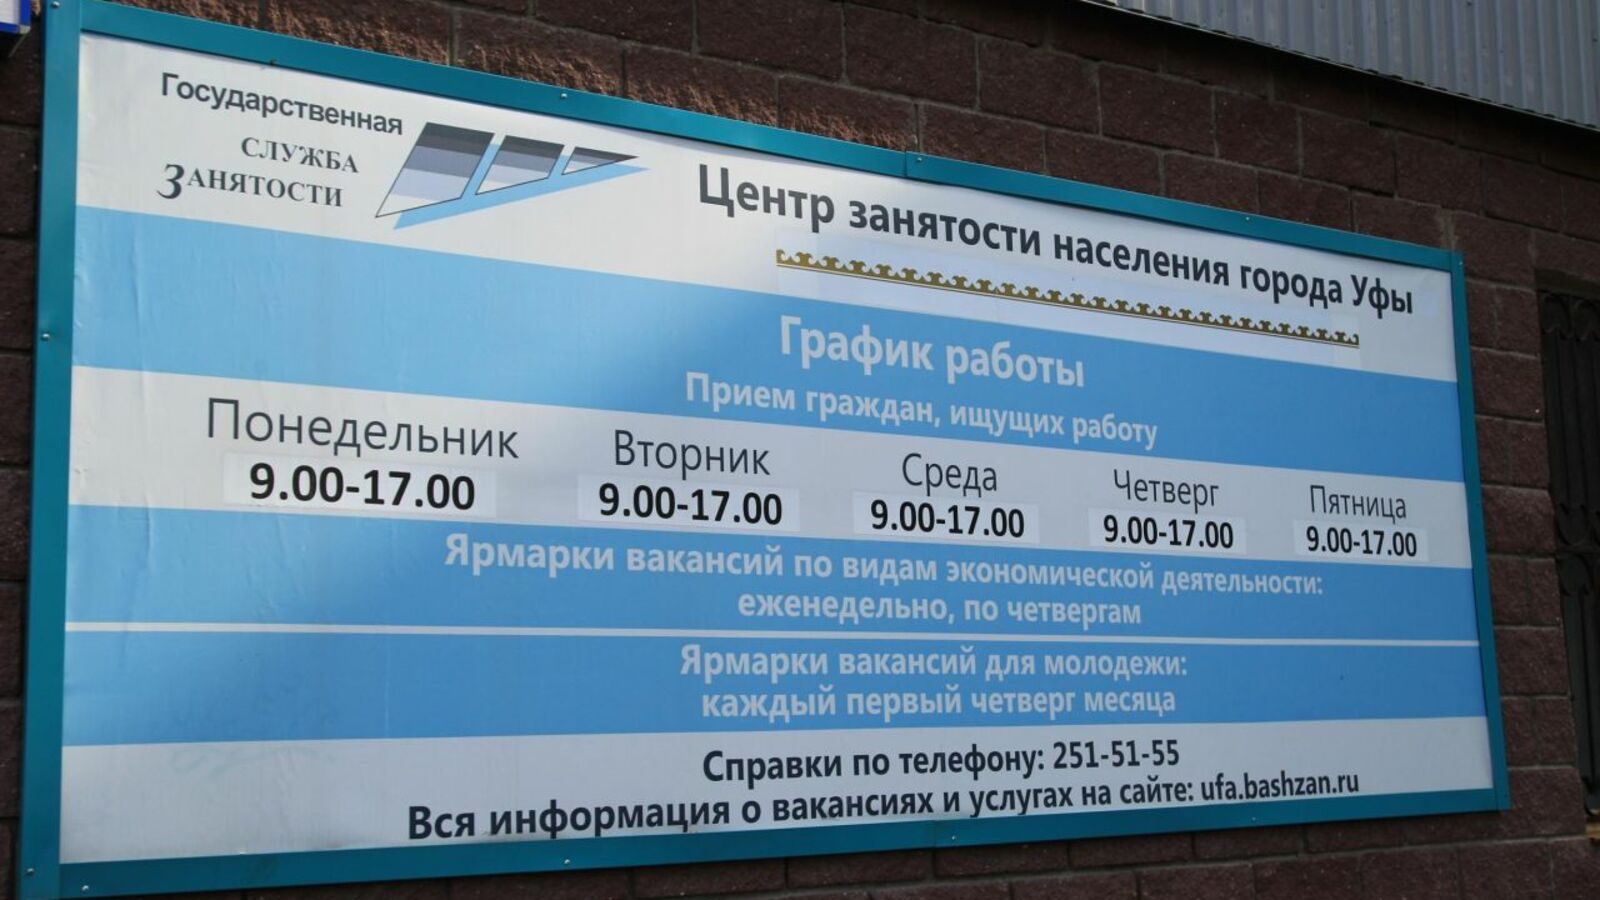 Государственная
СЛУЖБА
ЗАНЯТОСТИ
Центр занятости населения города Уфы
График работы
Прием граждан, ищущих работу
Понедельник Вторник Среда Четверг Пятница
9.00-17.00 9.00-17.00 9.00-17.00 9.00-17.00 9.00-17.00
Ярмарки вакансий по видам экономической деятельности:
еженедельно, по четвергам
Ярмарки вакансий для молодежи:
каждый первый четверг месяца
Справки по телефону: 251-51-55
Вся информация о вакансиях и услугах на сайте: ufa.bashzan.ru